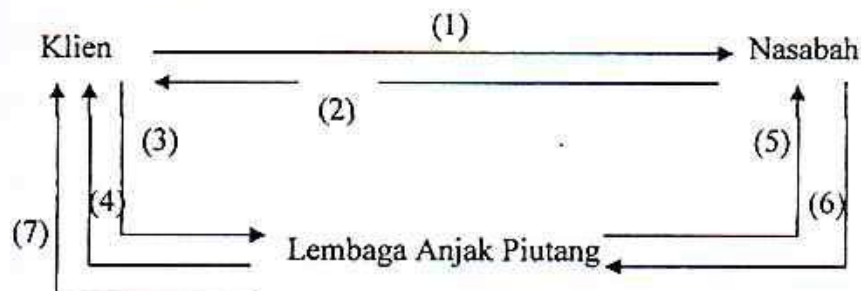 (1)
Klien Nasabah
(2)
(3) (5)
(4) (6)
(7)
Lembaga Anjak Piutang